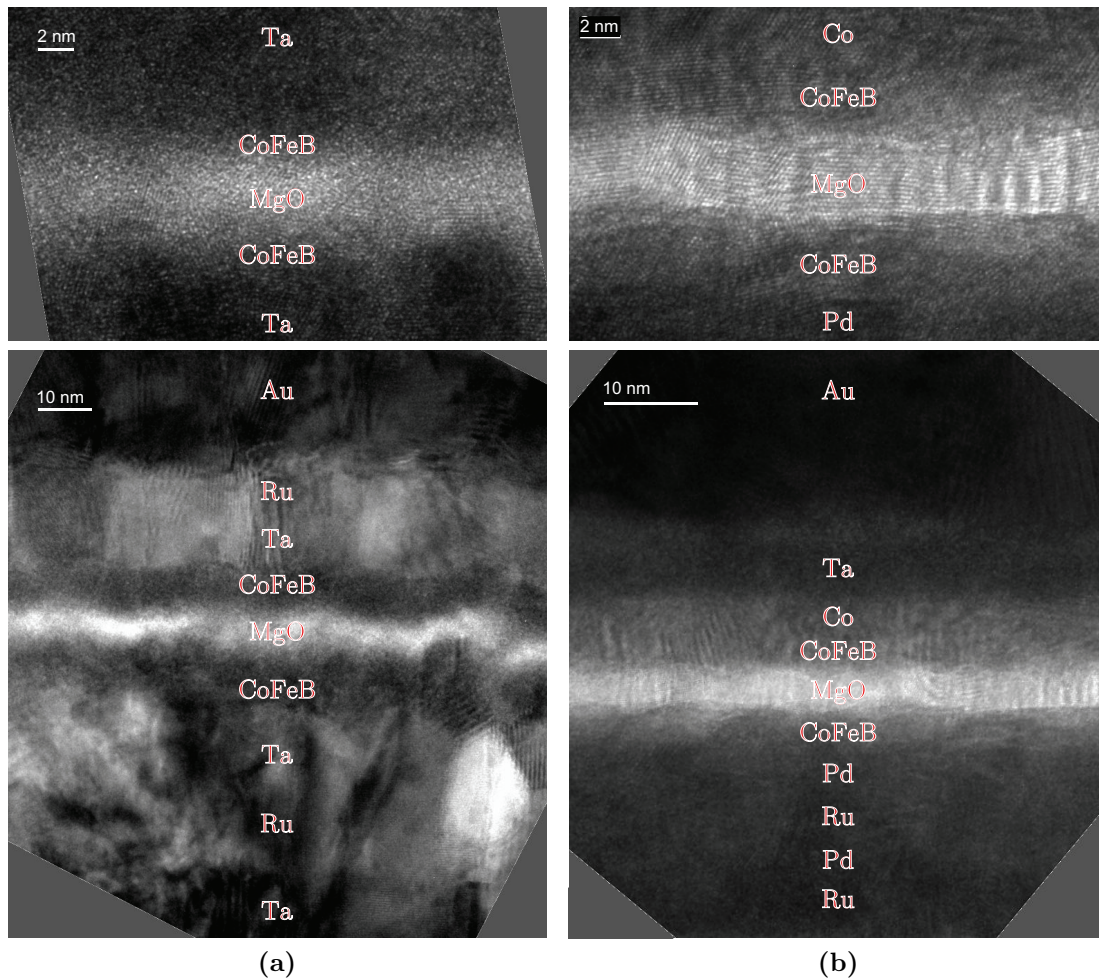 2 nm
Ta
CoFeB
MgO
CoFeB
Ta
2 nm
Co
CoFeB
MgO
CoFeB
Pd
10 nm
Au
Ru
Ta
CoFeB
MgO
CoFeB
Ta
Ru
Ta
10 nm
Au
Ta
Co
CoFeB
MgO
CoFeB
Pd
Ru
Pd
Ru
(a)
(b)